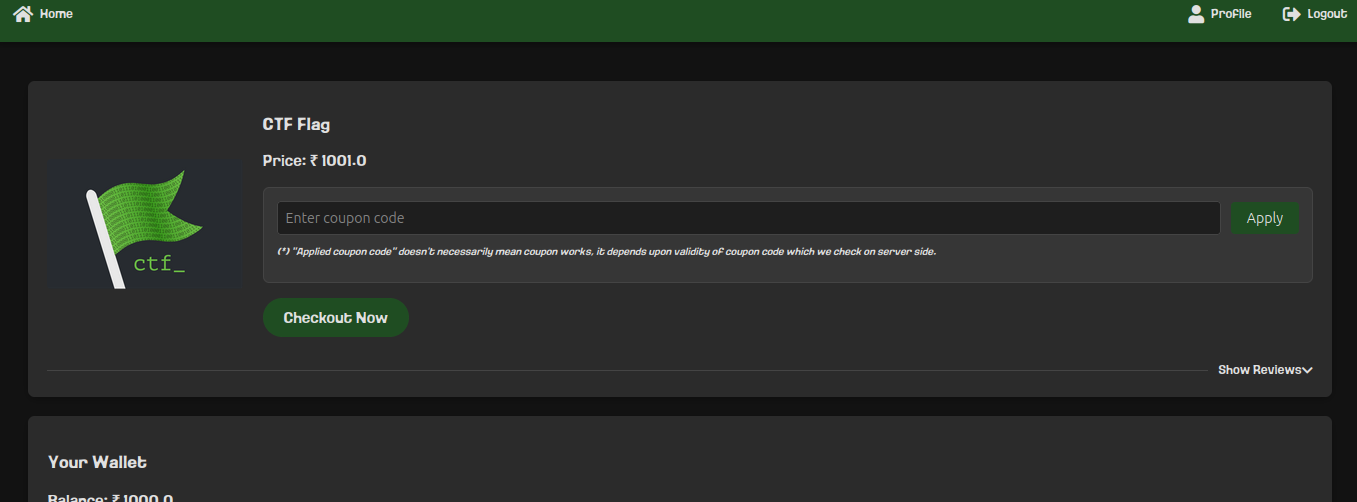 Home
Profile
Logout
CTF Flag
Price: ₹ 1001.0
ctf_
Enter coupon code
Apply
(*) "Applied coupon code" doesn't necessarily mean coupon works, it depends upon validity of coupon code which we check on server side.
Checkout Now
Show Reviews
Your Wallet
Balance: ₹ 1000.0